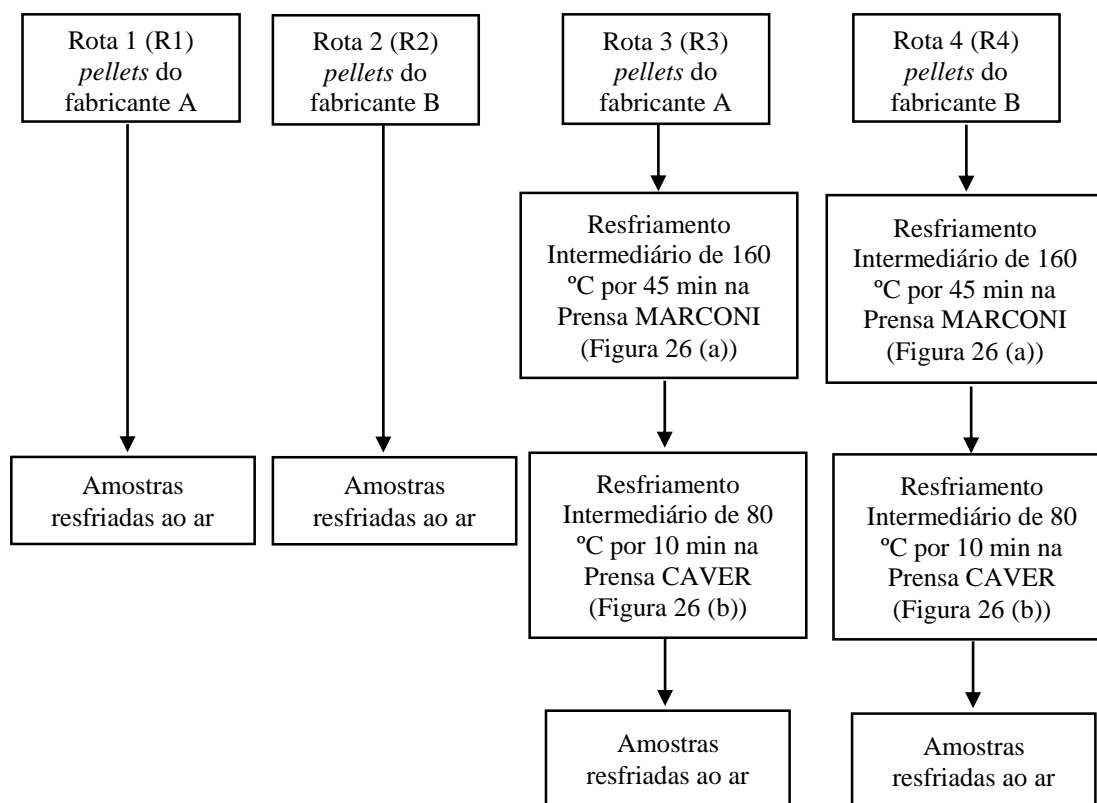 Rota 1 (R1)
pellets do
fabricante A
Rota 2 (R2)
pellets do
fabricante B
Rota 3 (R3)
pellets do
fabricante A
Rota 4 (R4)
pellets do
fabricante B
Resfriamento
Intermediário de 160
ºC por 45 min na
Prensa MARCONI
(Figura 26 (a))
Resfriamento
Intermediário de 160
ºC por 45 min na
Prensa MARCONI
(Figura 26 (a))
Amostras
resfriadas ao ar
Amostras
resfriadas ao ar
Resfriamento
Intermediário de 80
ºC por 10 min na
Prensa CAVER
(Figura 26 (b))
Resfriamento
Intermediário de 80
ºC por 10 min na
Prensa CAVER
(Figura 26 (b))
Amostras
resfriadas ao ar
Amostras
resfriadas ao ar